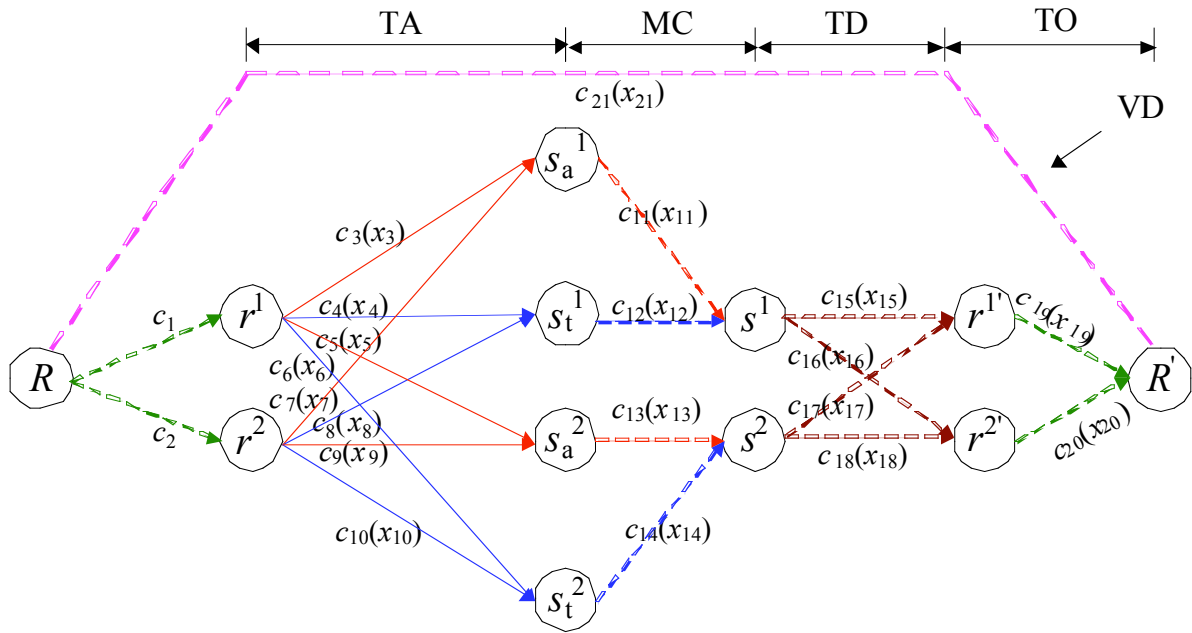 TA MC TD TO
c21(x21)
VD
sa1
c11(x11)
c3(x3)
c1 r1 c4(x4) st1 c12(x12) s1 c15(x15) r1' c19(x19)
c5(x5)
c6(x6) c16(x16)
R R'
c7(x7) c17(x17)
c2 r2 c8(x8) sa2 c13(x13) s2 r2' c20(x20)
c9(x9) c18(x18)
c10(x10) c14(x14)
st2